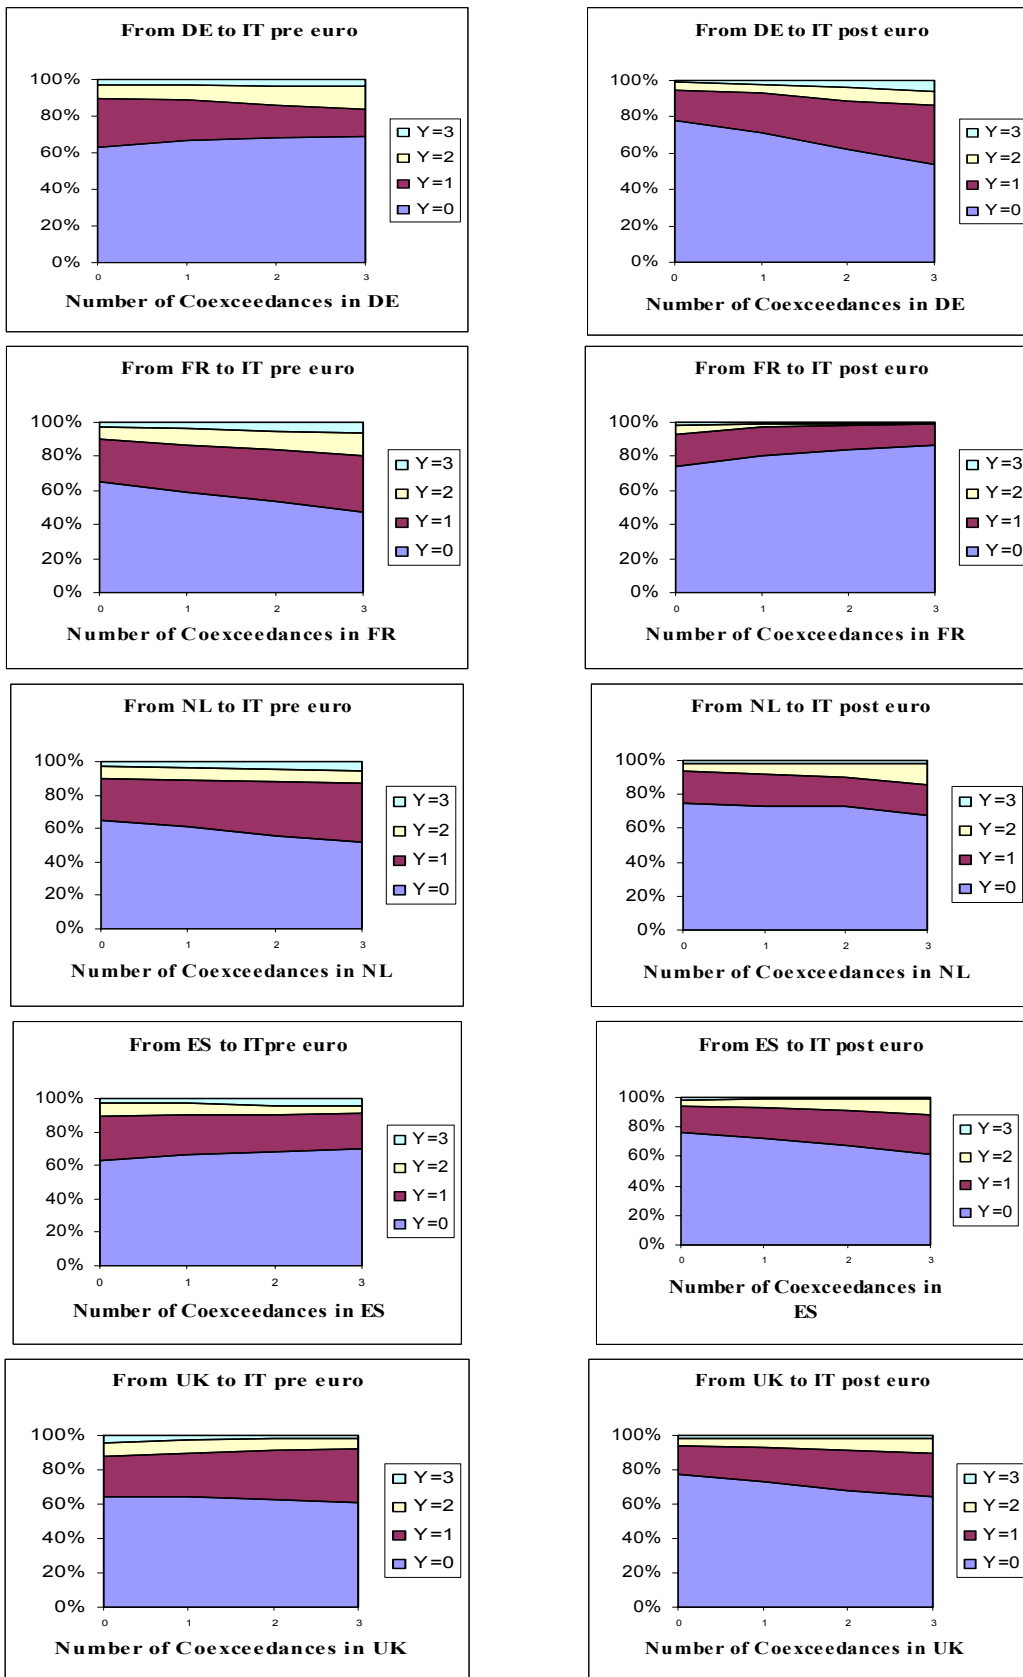 From DE to IT pre euro
100%
80%
60%
40%
20%
0%
0 1 2 3
Number of Coexceedances in DE
Y=3
Y=2
Y=1
Y=0
From DE to IT post euro
100%
80%
60%
40%
20%
0%
0 1 2 3
Number of Coexceedances in DE
Y=3
Y=2
Y=1
Y=0
From FR to IT pre euro
100%
80%
60%
40%
20%
0%
0 1 2 3
Number of Coexceedances in FR
Y=3
Y=2
Y=1
Y=0
From FR to IT post euro
100%
80%
60%
40%
20%
0%
0 1 2 3
Number of Coexceedances in FR
Y=3
Y=2
Y=1
Y=0
From NL to IT pre euro
100%
80%
60%
40%
20%
0%
0 1 2 3
Number of Coexceedances in NL
Y=3
Y=2
Y=1
Y=0
From NL to IT post euro
100%
80%
60%
40%
20%
0%
0 1 2 3
Number of Coexceedances in NL
Y=3
Y=2
Y=1
Y=0
From ES to ITpre euro
100%
80%
60%
40%
20%
0%
0 1 2 3
Number of Coexceedances in ES
Y=3
Y=2
Y=1
Y=0
From ES to IT post euro
100%
80%
60%
40%
20%
0%
0 1 2 3
Number of Coexceedances in
ES
Y=3
Y=2
Y=1
Y=0
From UK to IT pre euro
100%
80%
60%
40%
20%
0%
0 1 2 3
Number of Coexceedances in UK
Y=3
Y=2
Y=1
Y=0
From UK to IT post euro
100%
80%
60%
40%
20%
0%
0 1 2 3
Number of Coexceedances in UK
Y=3
Y=2
Y=1
Y=0